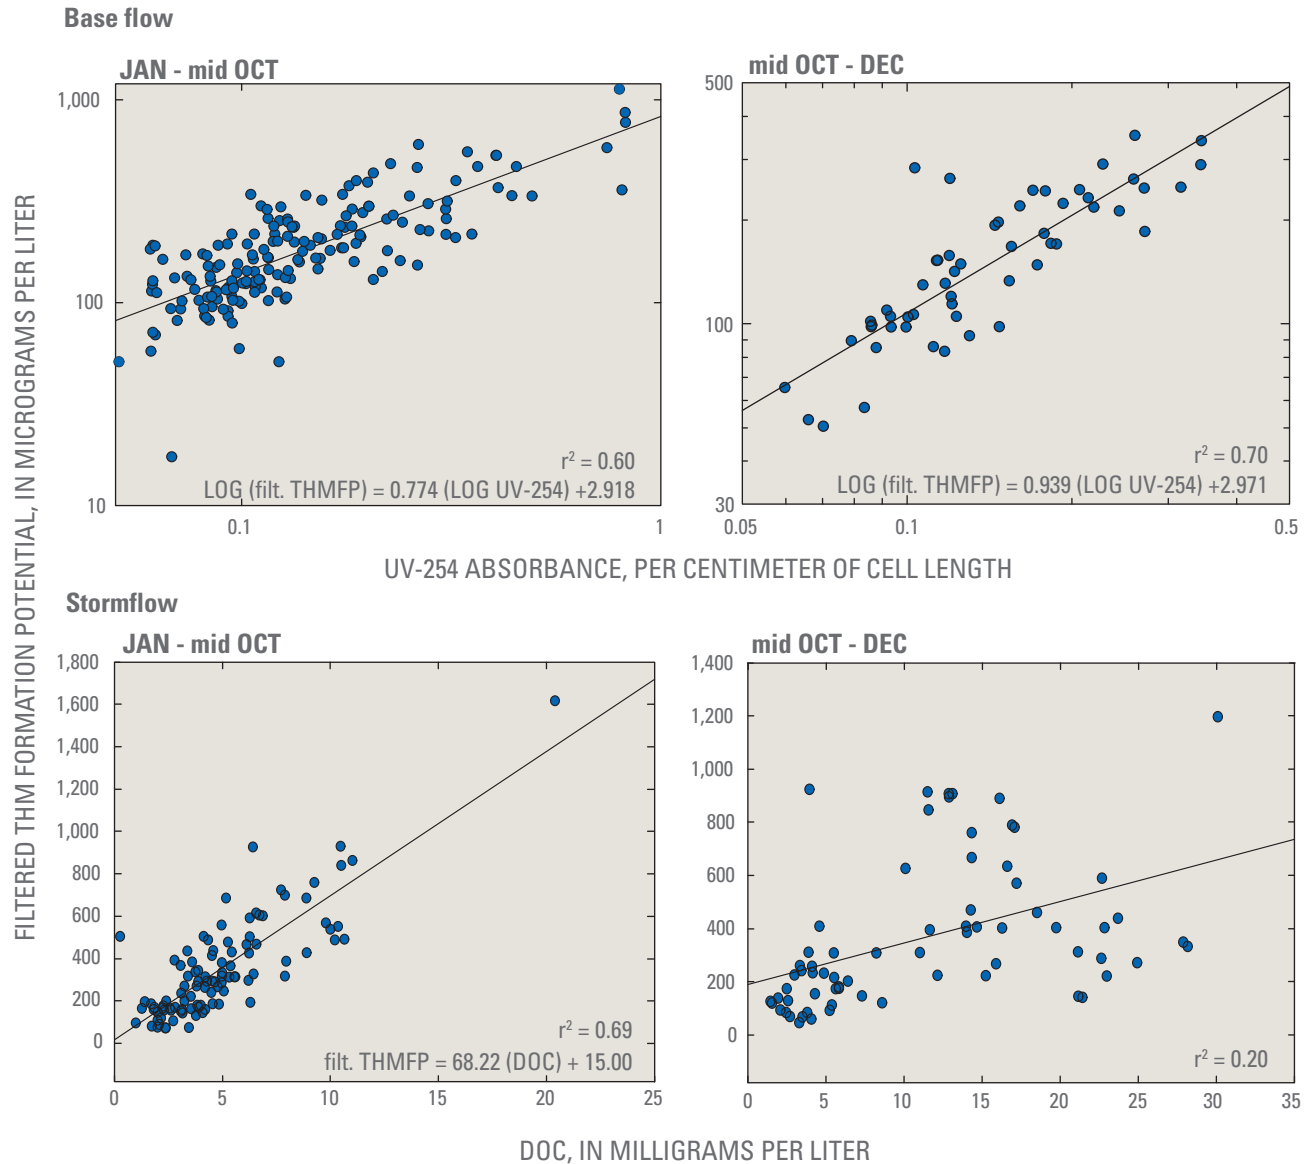 Base flow
JAN - mid OCT
1,000
100
10
0.1
1
r² = 0.60
LOG (filt. THMFP) = 0.774 (LOG UV-254) +2.918
mid OCT - DEC
500
100
30
0.05
0.1
0.5
r² = 0.70
LOG (filt. THMFP) = 0.939 (LOG UV-254) +2.971
UV-254 ABSORBANCE, PER CENTIMETER OF CELL LENGTH
FILTERED THM FORMATION POTENTIAL, IN MICROGRAMS PER LITER
Stormflow
JAN - mid OCT
1,800
1,600
1,400
1,200
1,000
800
600
400
200
0
0
5
10
15
20
25
r² = 0.69
filt. THMFP = 68.22 (DOC) + 15.00
mid OCT - DEC
1,400
1,200
1,000
800
600
400
200
0
0
5
10
15
20
25
30
35
r² = 0.20
DOC, IN MILLIGRAMS PER LITER